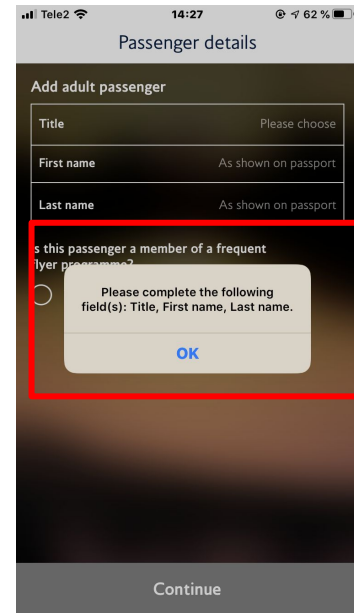 Tele2 14:27 62 %
Passenger details
Add adult passenger
Title Please choose
First name As shown on passport
Last name As shown on passport
s this passenger a member of a frequent
flyer programme?
Please complete the following
field(s): Title, First name, Last name.
OK
Continue